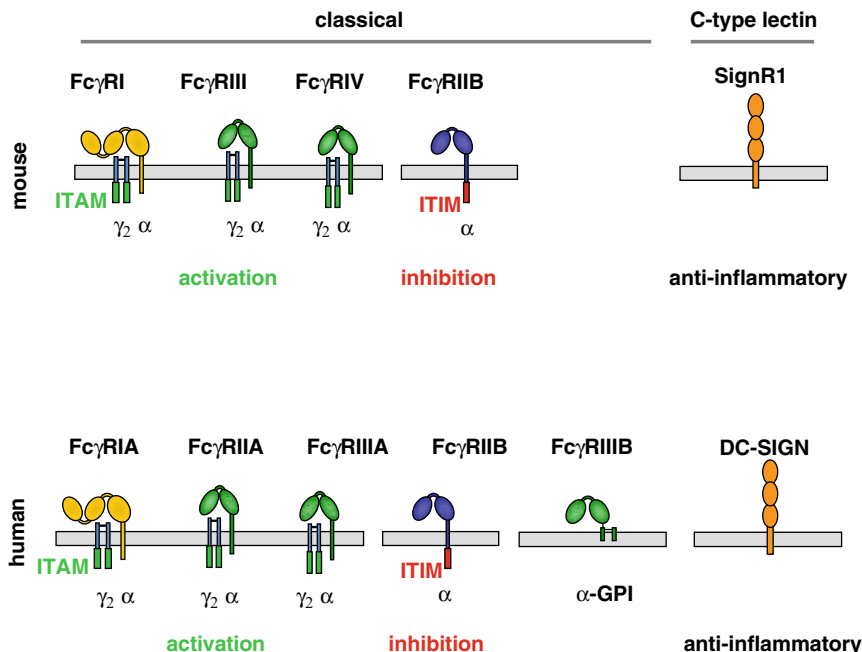 classical C-type lectin
FcγRI FcγRIII FcγRIV FcγRIIB SignR1
mouse
ITAM ITIM
γ2 α γ2 α γ2 α α
activation inhibition anti-inflammatory
FcγRIA FcγRIIA FcγRIIIA FcγRIIB FcγRIIIB DC-SIGN
human
ITAM ITIM
γ2 α γ2 α γ2 α α α-GPI
activation inhibition anti-inflammatory